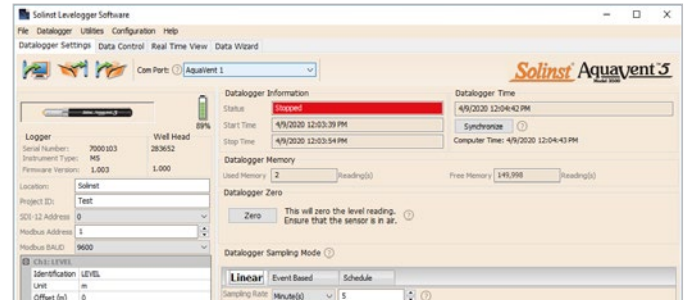 Solinst Levelogger Software
File Datalogger Utilities Configuration Help
Datalogger Settings Data Control Real Time View Data Wizard
Com Port: ? AquaVent 1
Solinst Aquavent 5
Model 3250
89%
Logger Well Head
Serial Number: 7000103 283652
Instrument Type: M5
Firmware Version: 1.003 1.000
Location: Solinst
Project ID: Test
SDI-12 Address 0
Modbus Address 1
Modbus BAUD 9600
Ch1: LEVEL
Identification LEVEL
Unit m
Offset (m) 0
Datalogger Information
Status Stopped
Start Time 4/9/2020 12:03:39 PM
Stop Time 4/9/2020 12:03:54 PM
Datalogger Time
4/9/2020 12:04:42 PM
Synchronize ?
Computer Time: 4/9/2020 12:04:43 PM
Datalogger Memory
Used Memory 2 Reading(s) Free Memory 149,998 Reading(s)
Datalogger Zero
Zero This will zero the level reading. ?
Ensure that the sensor is in air.
Datalogger Sampling Mode ?
Linear Event Based Schedule
Sampling Rate Minute(s) 5 ?